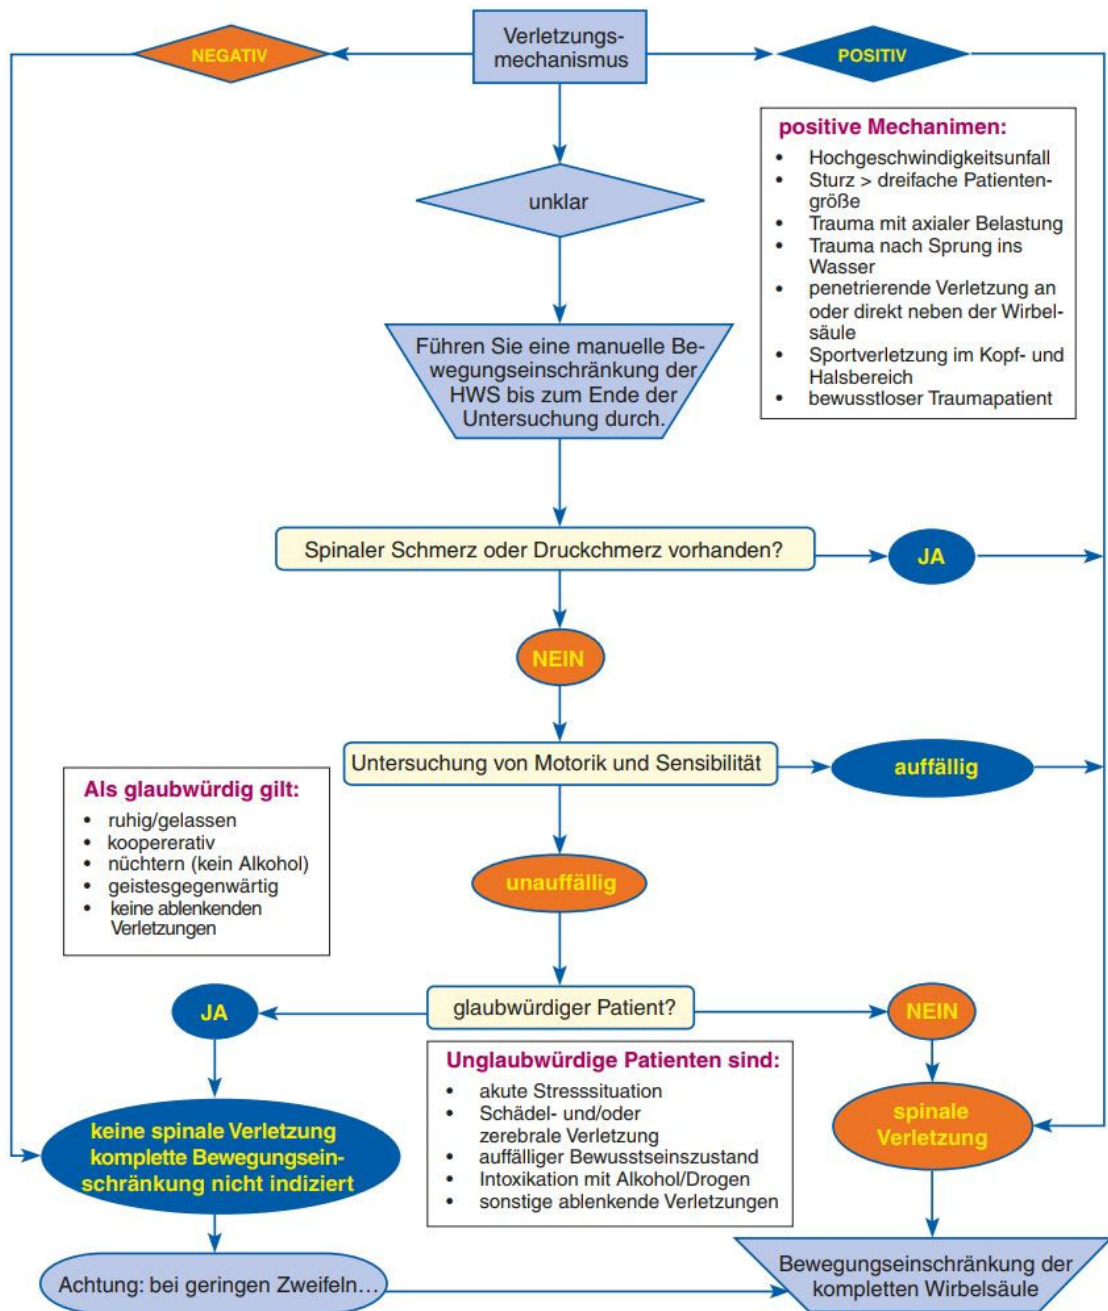 NEGATIV
Verletzungs-
mechanismus
POSITIV
positive Mechanimen:
• Hochgeschwindigkeitsunfall
• Sturz > dreifache Patienten-
größe
• Trauma mit axialer Belastung
• Trauma nach Sprung ins
Wasser
• penetrierende Verletzung an
oder direkt neben der Wirbel-
säule
• Sportverletzung im Kopf- und
Halsbereich
• bewusstloser Traumapatient
unklar
Führen Sie eine manuelle Be-
wegungseinschränkung der
HWS bis zum Ende der
Untersuchung durch.
Spinaler Schmerz oder Druckchmerz vorhanden?
JA
NEIN
Untersuchung von Motorik und Sensibilität
auffällig
Als glaubwürdig gilt:
• ruhig/gelassen
• koopererativ
• nüchtern (kein Alkohol)
• geistesgegenwärtig
• keine ablenkenden
Verletzungen
unauffällig
JA
glaubwürdiger Patient?
NEIN
Unglaubwürdige Patienten sind:
• akute Stresssituation
• Schädel- und/oder
zerebrale Verletzung
• auffälliger Bewusstseinszustand
• Intoxikation mit Alkohol/Drogen
• sonstige ablenkende Verletzungen
keine spinale Verletzung
komplette Bewegungsein-
schränkung nicht indiziert
spinale
Verletzung
Achtung: bei geringen Zweifeln…
Bewegungseinschränkung der
kompletten Wirbelsäule